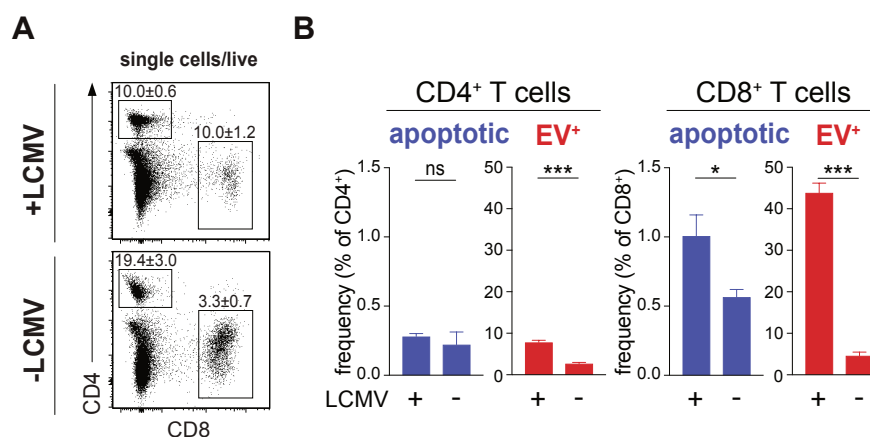 A
single cells/live
+LCMV
10.0±0.6
10.0±1.2
-LCMV
19.4±3.0
3.3±0.7
CD4
CD8
B
CD4+ T cells
CD8+ T cells
apoptotic
EV+
apoptotic
EV+
frequency (% of CD4+)
1.5
1.0
0.5
0.0
ns
50
40
30
20
10
0
***
frequency (% of CD8+)
1.5
1.0
0.5
0.0
*
50
40
30
20
10
0
***
LCMV + - + - + - + -